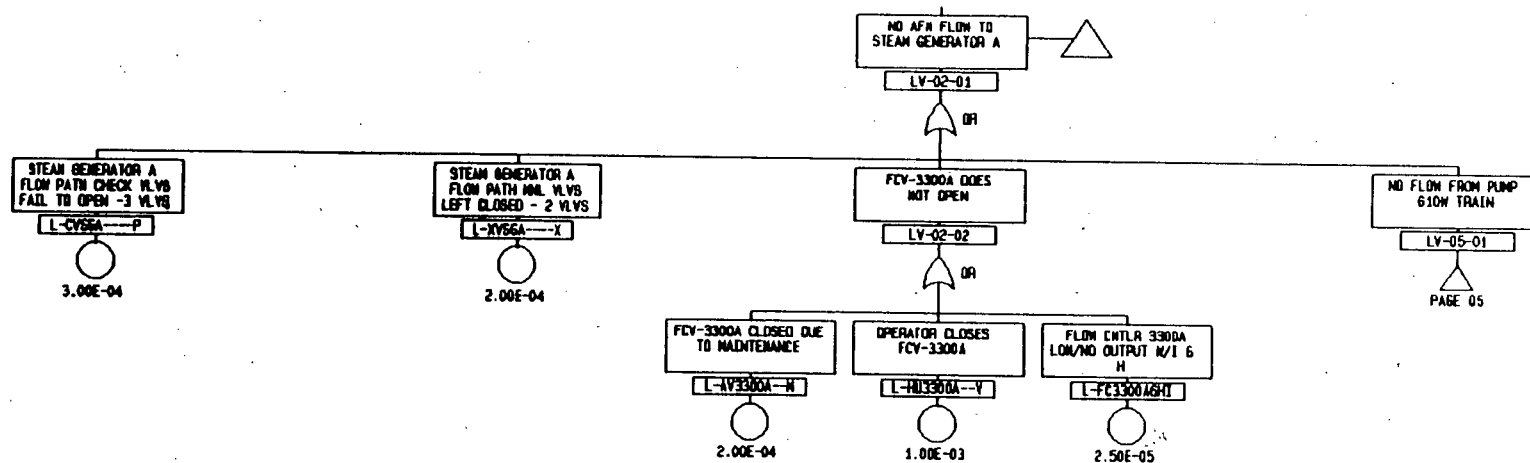 NO AFW FLOW TO
STEAM GENERATOR A
LV-02-01
OR
STEAM GENERATOR A
FLOW PATH CHECK VLVS
FAIL TO OPEN -3 VLVS
L-CVSGA----P
3.00E-04
STEAM GENERATOR A
FLOW PATH MNL VLVS
LEFT CLOSED - 2 VLVS
L-XVSGA----X
2.00E-04
FCV-3300A DOES
NOT OPEN
LV-02-02
OR
NO FLOW FROM PUMP
G10W TRAIN
LV-05-01
PAGE 05
FCV-3300A CLOSED DUE
TO MAINTENANCE
L-AV3300A--M
2.00E-04
OPERATOR CLOSES
FCV-3300A
L-HU3300A--V
1.00E-03
FLOW CNTLR 3300A
LOW/NO OUTPUT W/I 6
H
L-FC3300A6HI
2.50E-05